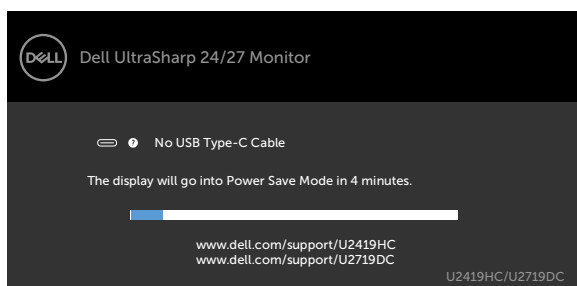 DELL Dell UltraSharp 24/27 Monitor
? No USB Type-C Cable
The display will go into Power Save Mode in 4 minutes.
www.dell.com/support/U2419HC
www.dell.com/support/U2719DC
U2419HC/U2719DC